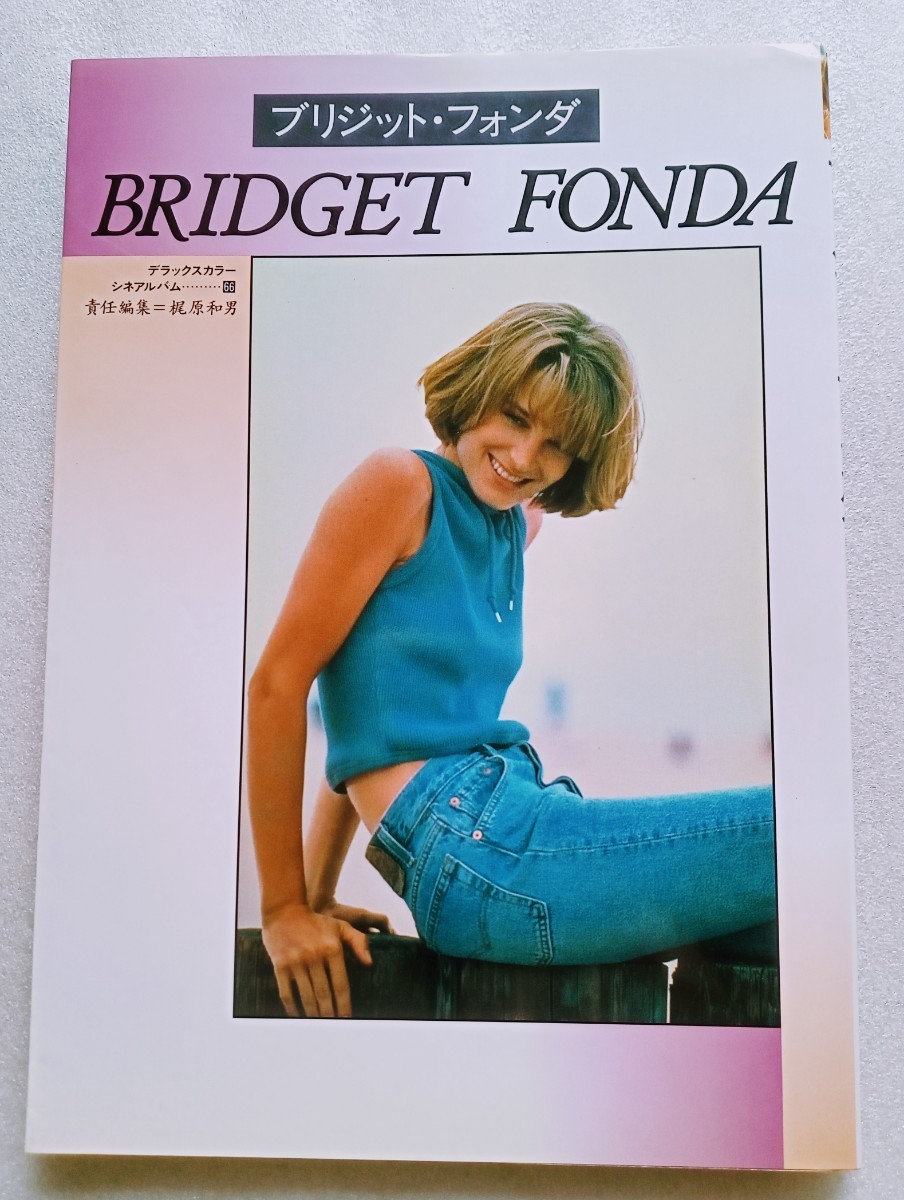 ブリジット・フォンダ
BRIDGET FONDA
デラックスカラー
シネアルバム………66
責任編集=梶原和男